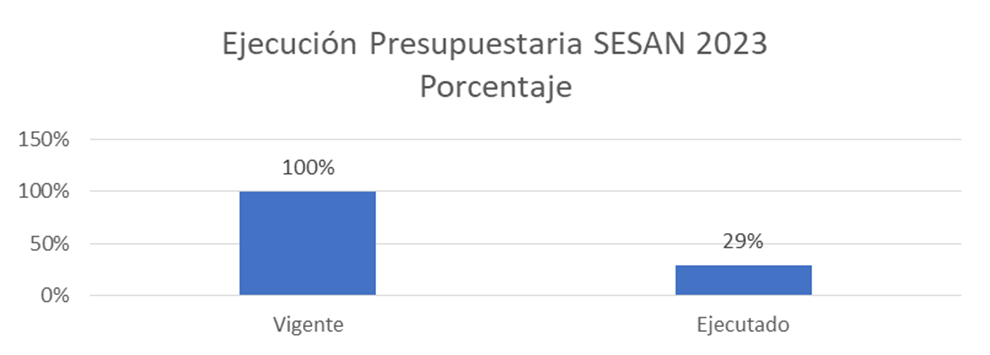 Ejecución Presupuestaria SESAN 2023
Porcentaje
150%
100%
50%
0%
100%
29%
Vigente
Ejecutado